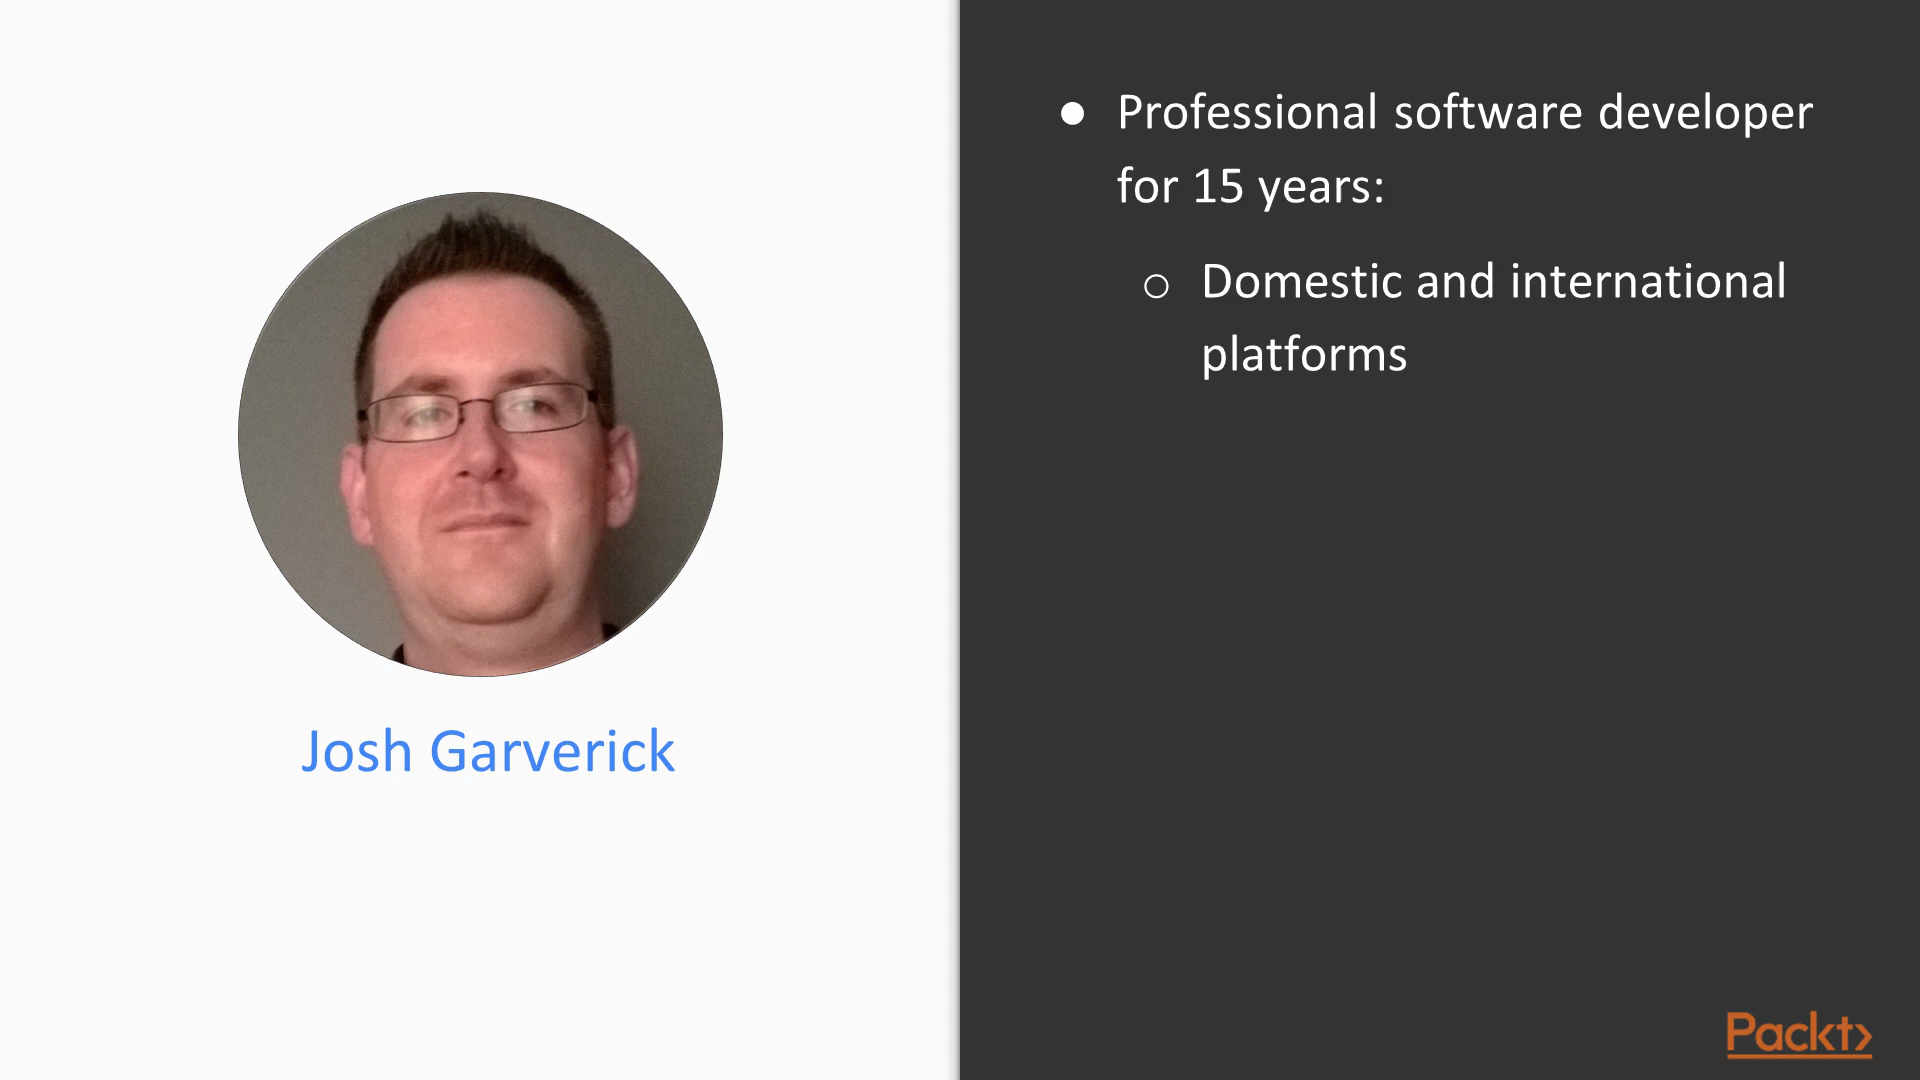 Josh Garverick
● Professional software developer
for 15 years:
○ Domestic and international
platforms
Packt>